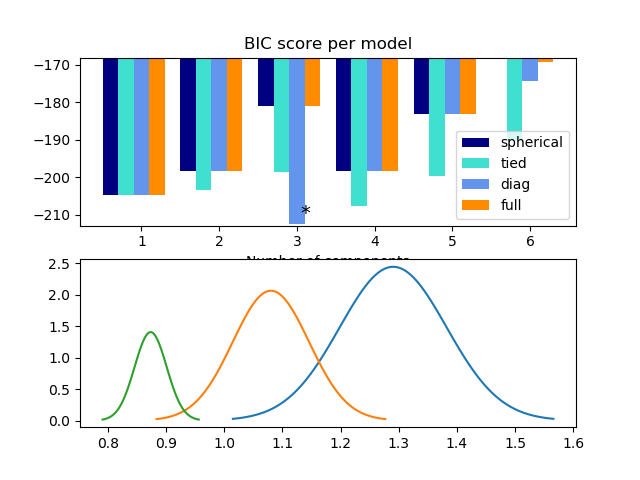 BIC score per model
−170
−180
−190
−200
−210
spherical
tied
diag
full
*
1 2 3 4 5 6
Number of components
2.5
2.0
1.5
1.0
0.5
0.0
0.8 0.9 1.0 1.1 1.2 1.3 1.4 1.5 1.6